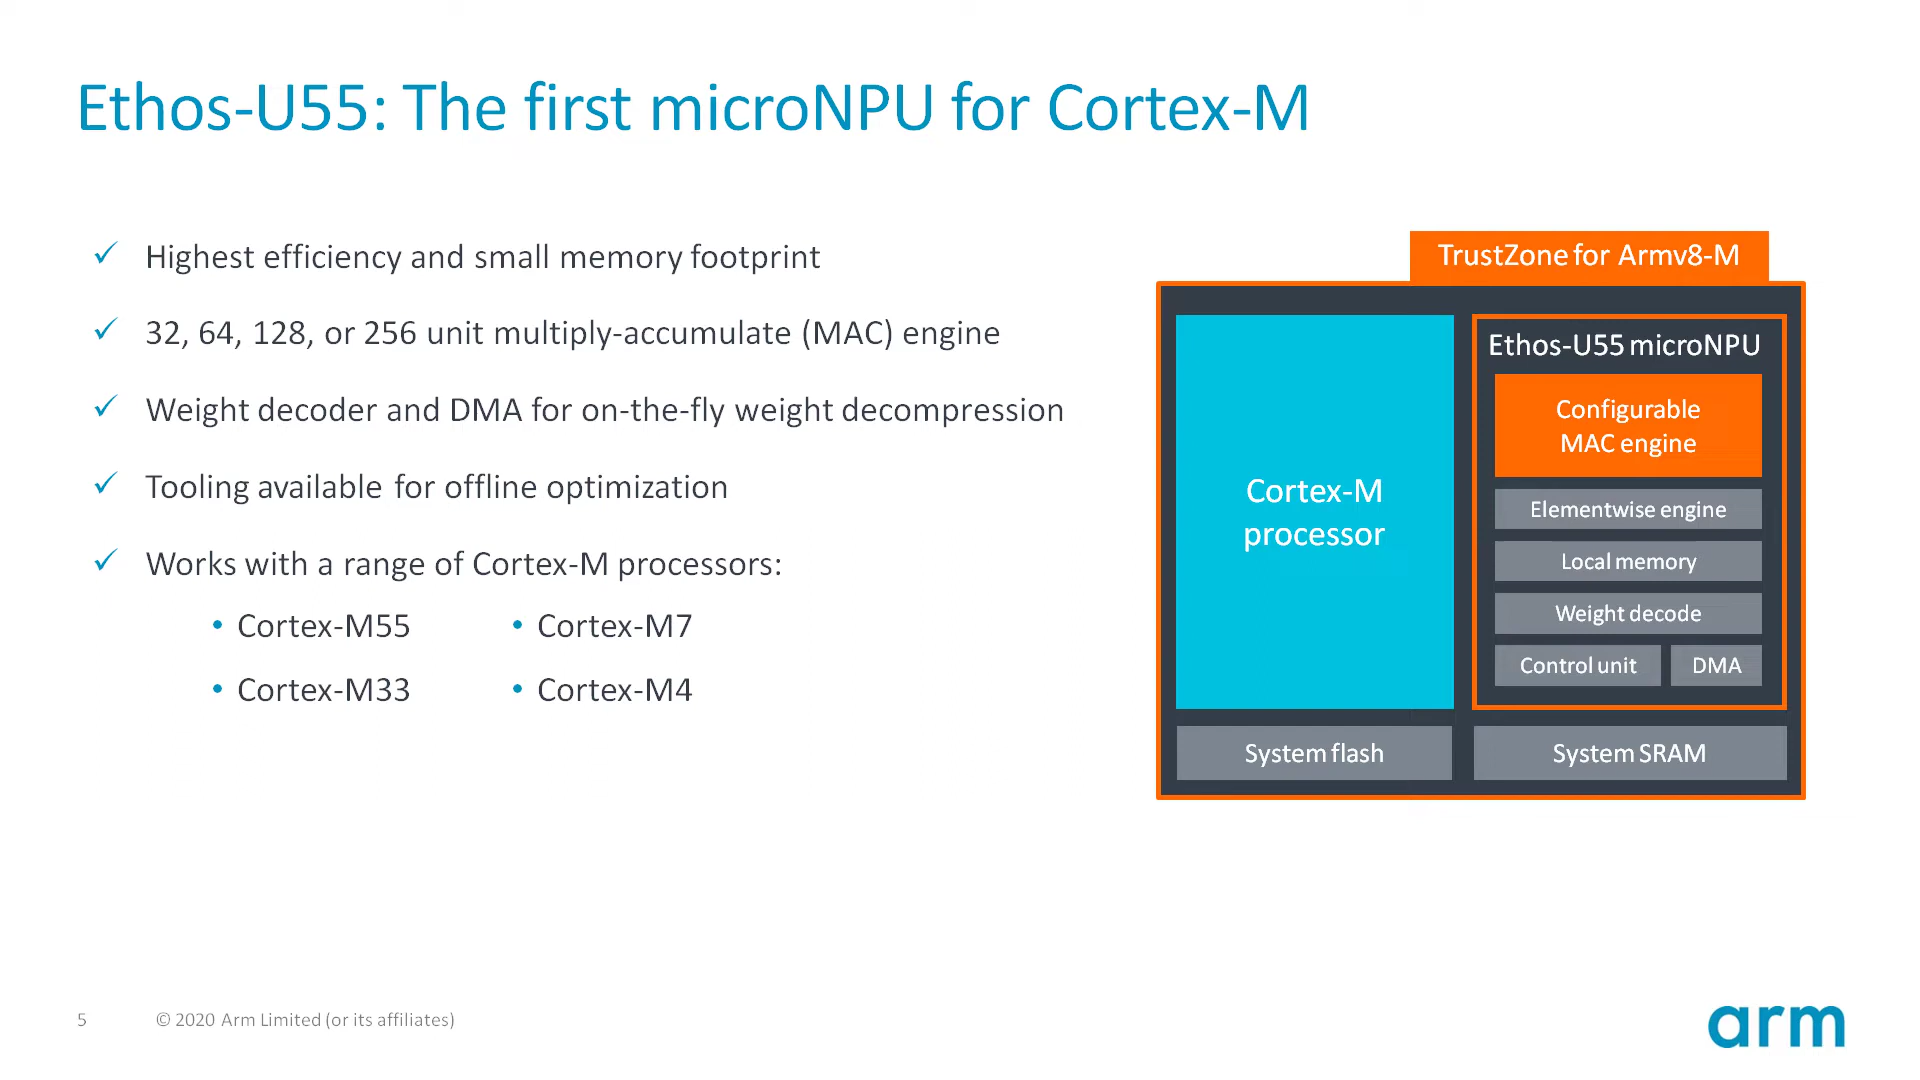 Ethos-U55: The first microNPU for Cortex-M
Highest efficiency and small memory footprint
32, 64, 128, or 256 unit multiply-accumulate (MAC) engine
Weight decoder and DMA for on-the-fly weight decompression
Tooling available for offline optimization
Works with a range of Cortex-M processors:
• Cortex-M55
• Cortex-M7
• Cortex-M33
• Cortex-M4
TrustZone for Armv8-M
Cortex-M
processor
Ethos-U55 microNPU
Configurable
MAC engine
Elementwise engine
Local memory
Weight decode
Control unit
DMA
System flash
System SRAM
5
© 2020 Arm Limited (or its affiliates)
arm